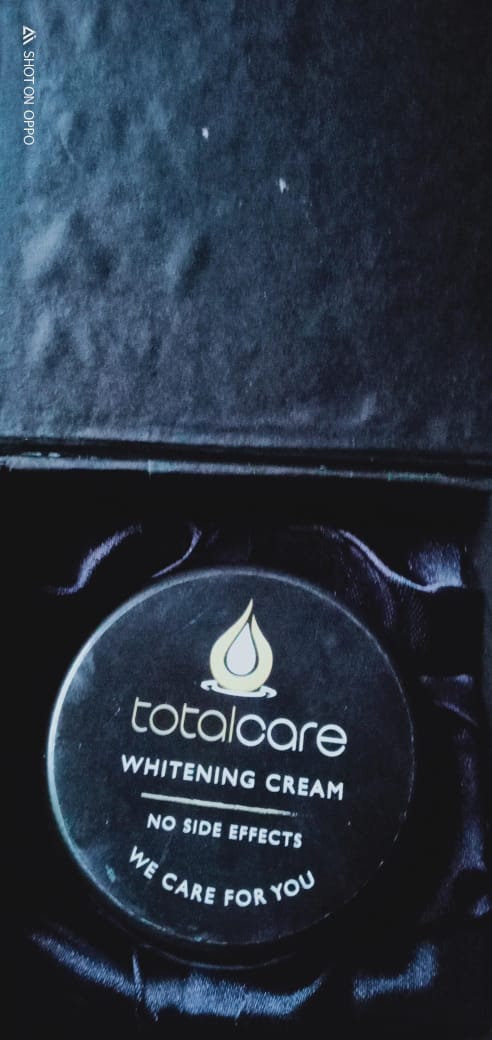 SHOT ON OPPO
totalcare
WHITENING CREAM
NO SIDE EFFECTS
WE CARE FOR YOU